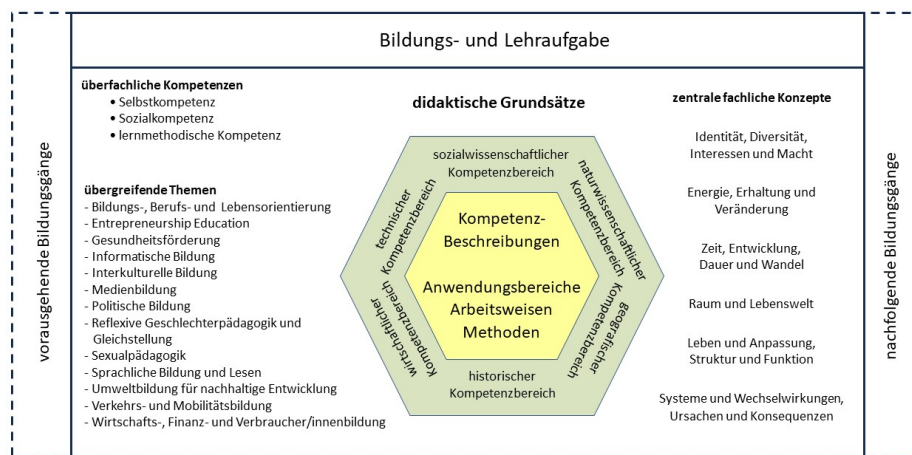 Bildungs- und Lehraufgabe
vorausgehende Bildungsgänge
überfachliche Kompetenzen
• Selbstkompetenz
• Sozialkompetenz
• lernmethodische Kompetenz
übergreifende Themen
- Bildungs-, Berufs- und Lebensorientierung
- Entrepreneurship Education
- Gesundheitsförderung
- Informatische Bildung
- Interkulturelle Bildung
- Medienbildung
- Politische Bildung
- Reflexive Geschlechterpädagogik und
Gleichstellung
- Sexualpädagogik
- Sprachliche Bildung und Lesen
- Umweltbildung für nachhaltige Entwicklung
- Verkehrs- und Mobilitätsbildung
- Wirtschafts-, Finanz- und Verbraucher/innenbildung
didaktische Grundsätze
sozialwissenschaftlicher
Kompetenzbereich
naturwissenschaftlicher
Kompetenzbereich
geografischer
Kompetenzbereich
historischer
Kompetenzbereich
wirtschaftlicher
Kompetenzbereich
technischer
Kompetenzbereich
Kompetenz-
Beschreibungen
Anwendungsbereiche
Arbeitsweisen
Methoden
zentrale fachliche Konzepte
Identität, Diversität,
Interessen und Macht
Energie, Erhaltung und
Veränderung
Zeit, Entwicklung,
Dauer und Wandel
Raum und Lebenswelt
Leben und Anpassung,
Struktur und Funktion
Systeme und Wechselwirkungen,
Ursachen und Konsequenzen
nachfolgende Bildungsgänge